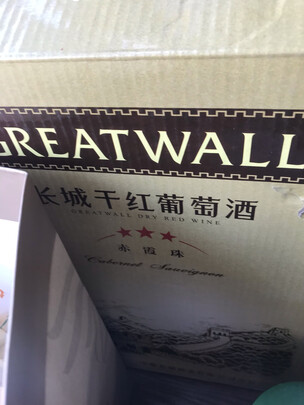 GREATWALL
长城干红葡萄酒
GREATWALL DRY RED WINE
赤霞珠
Cabernet Sauvignon